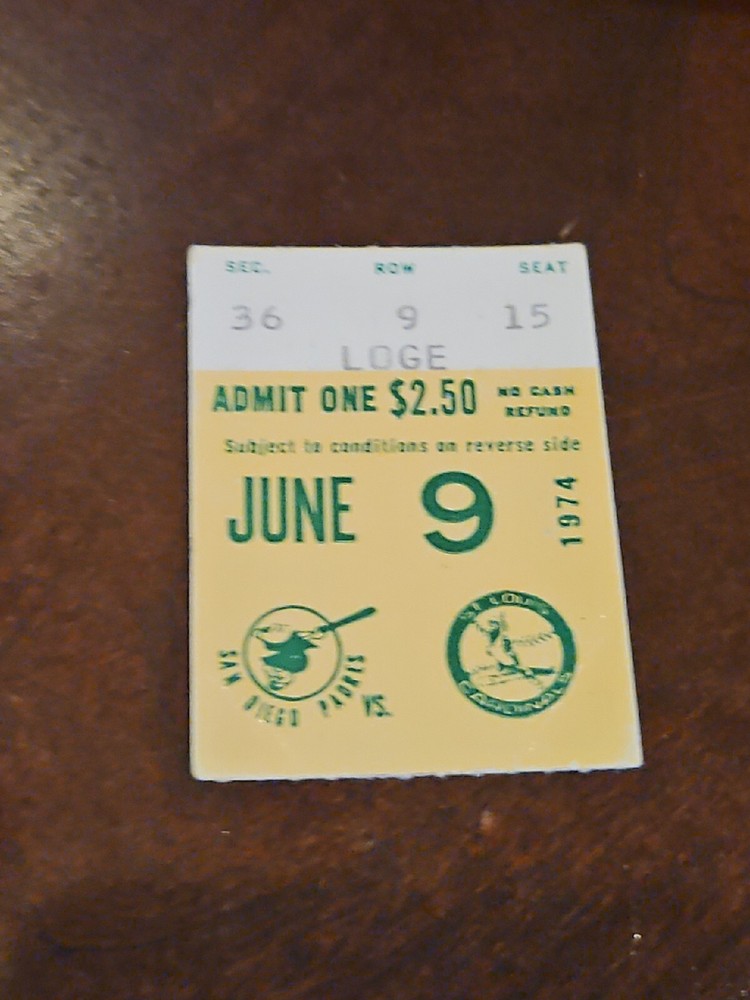 SEC. ROW SEAT
36 9 15
LOGE
ADMIT ONE $2.50 NO CASH REFUND
Subject to conditions on reverse side
JUNE 9 1974
SAN DIEGO PADRES VS.
ST. LOUIS CARDINALS